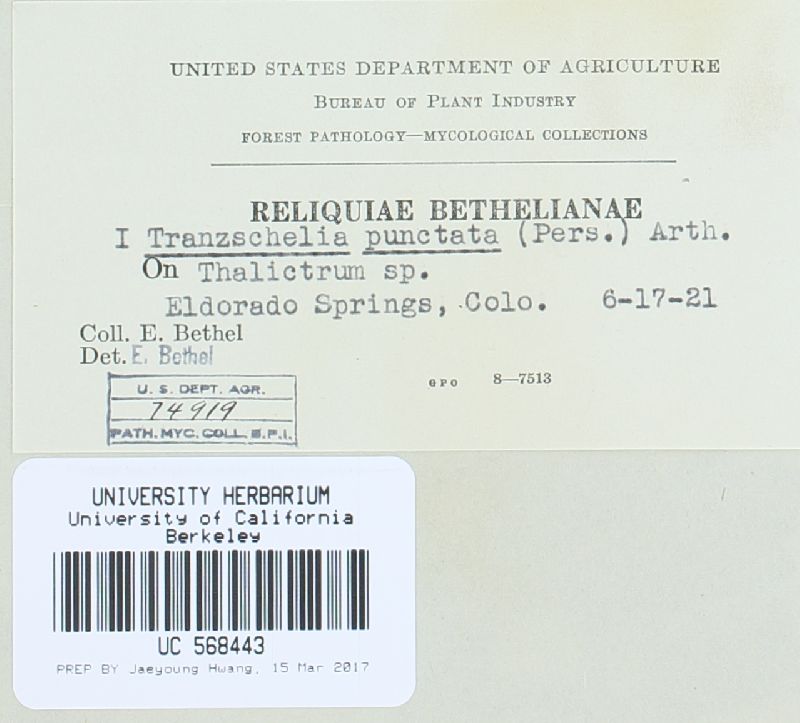 UNITED STATES DEPARTMENT OF AGRICULTURE
BUREAU OF PLANT INDUSTRY
FOREST PATHOLOGY—MYCOLOGICAL COLLECTIONS
RELIQUIAE BETHELIANAE
I Tranzschelia punctata (Pers.) Arth.
On Thalictrum sp.
Eldorado Springs, Colo. 6-17-21
Coll. E. Bethel
Det. E. Bethel
GPO 8—7513
U. S. DEPT. AGR.
74919
PATH. MYC. COLL. B.P.I.
UNIVERSITY HERBARIUM
University of California
Berkeley
UC 568443
PREP BY Jaeyoung Hwang, 15 Mar 2017